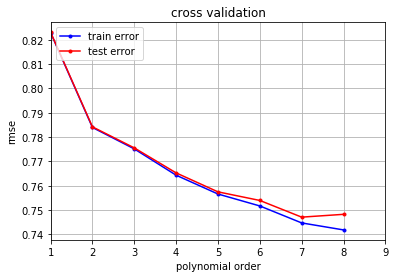 cross validation
train error
test error
0.82
0.81
0.80
0.79
0.78
0.77
0.76
0.75
0.74
rmse
1 2 3 4 5 6 7 8 9
polynomial order